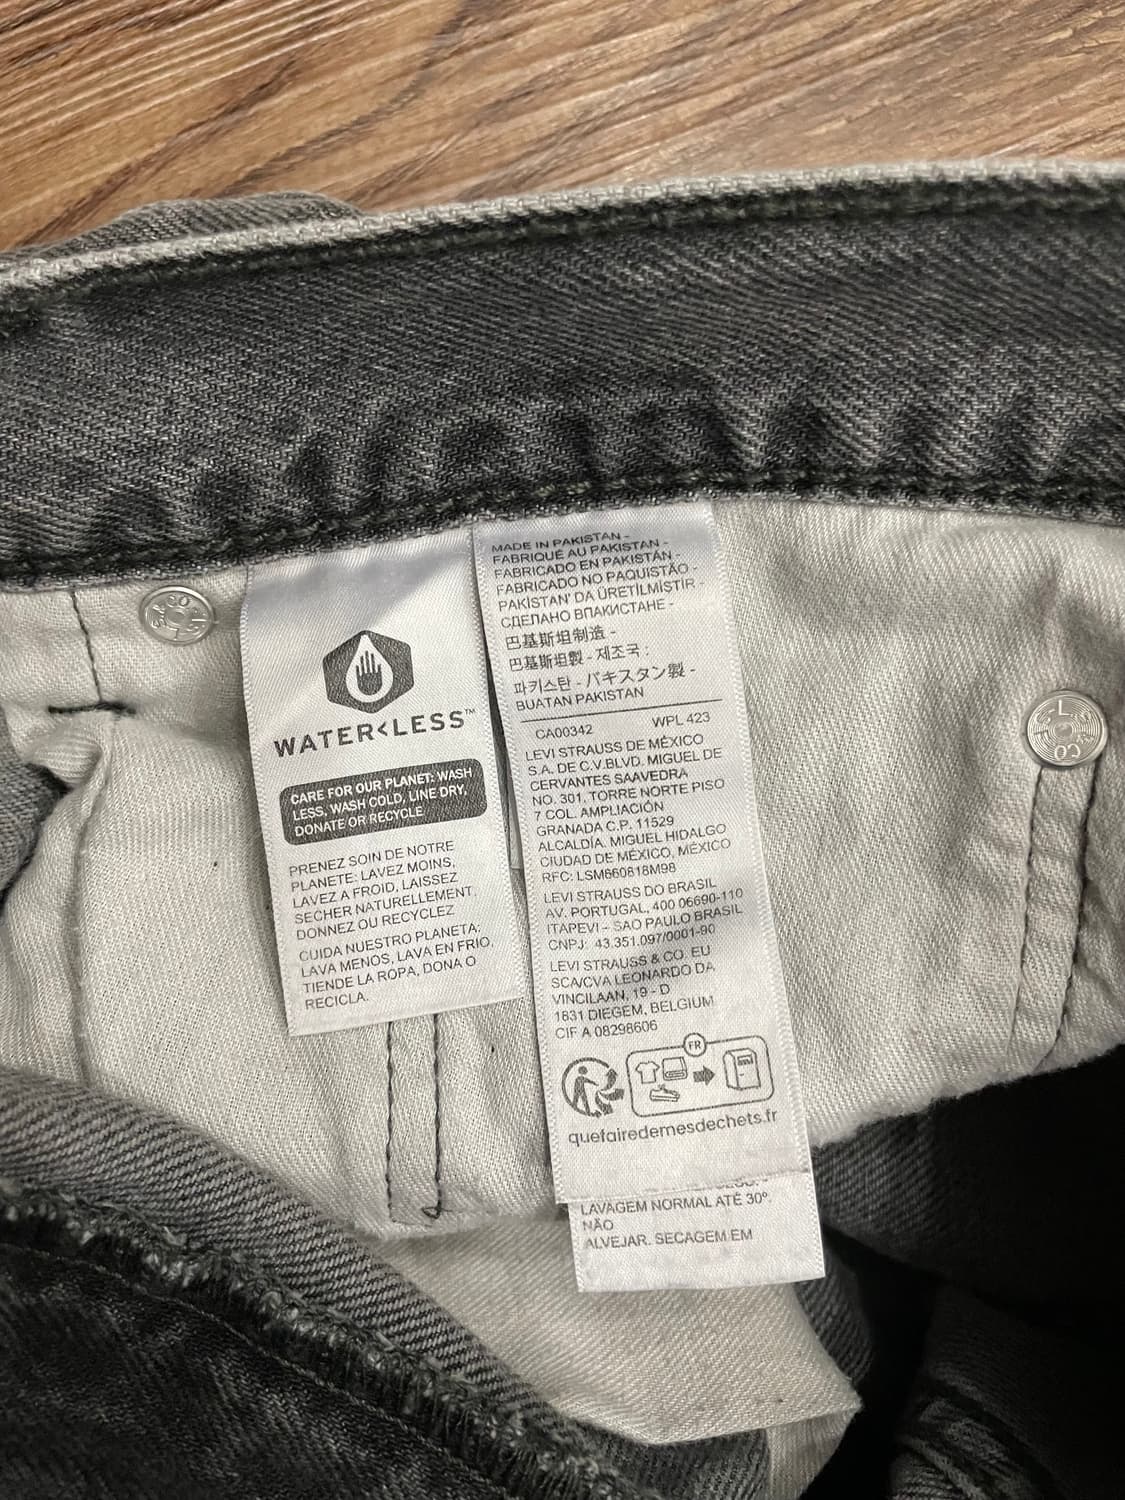 WATER<LESS™
CARE FOR OUR PLANET: WASH
LESS, WASH COLD, LINE DRY,
DONATE OR RECYCLE
PRENEZ SOIN DE NOTRE
PLANETE: LAVEZ MOINS,
LAVEZ A FROID, LAISSEZ
SECHER NATURELLEMENT.
DONNEZ OU RECYCLEZ
CUIDA NUESTRO PLANETA:
LAVA MENOS, LAVA EN FRIO,
TIENDE LA ROPA, DONA O
RECICLA.
MADE IN PAKISTAN -
FABRIQUÉ AU PAKISTAN -
FABRICADO EN PAKISTÁN -
FABRICADO NO PAQUISTÃO -
PAKİSTAN' DA ÜRETİLMİŞTİR -
СДЕЛАНО ВПАКИСТАНЕ -
巴基斯坦制造 -
巴基斯坦製 - 제조국 :
파키스탄 - パキスタン製 -
BUATAN PAKISTAN
CA00342 WPL 423
LEVI STRAUSS DE MÉXICO
S.A. DE C.V.BLVD. MIGUEL DE
CERVANTES SAAVEDRA
NO. 301, TORRE NORTE PISO
7 COL. AMPLIACIÓN
GRANADA C.P. 11529
ALCALDÍA. MIGUEL HIDALGO
CIUDAD DE MÉXICO, MÉXICO
RFC: LSM860818M98
LEVI STRAUSS DO BRASIL
AV. PORTUGAL, 400 06690-110
ITAPEVI – SAO PAULO BRASIL
CNPJ: 43.351.097/0001-90
LEVI STRAUSS & CO. EU
SCA/CVA LEONARDO DA
VINCILAAN, 19 - D
1831 DIEGEM, BELGIUM
CIF A 08298606
FR
quefairedemesdechets.fr
LAVAGEM NORMAL ATÉ 30º.
NÃO
ALVEJAR. SECAGEM EM